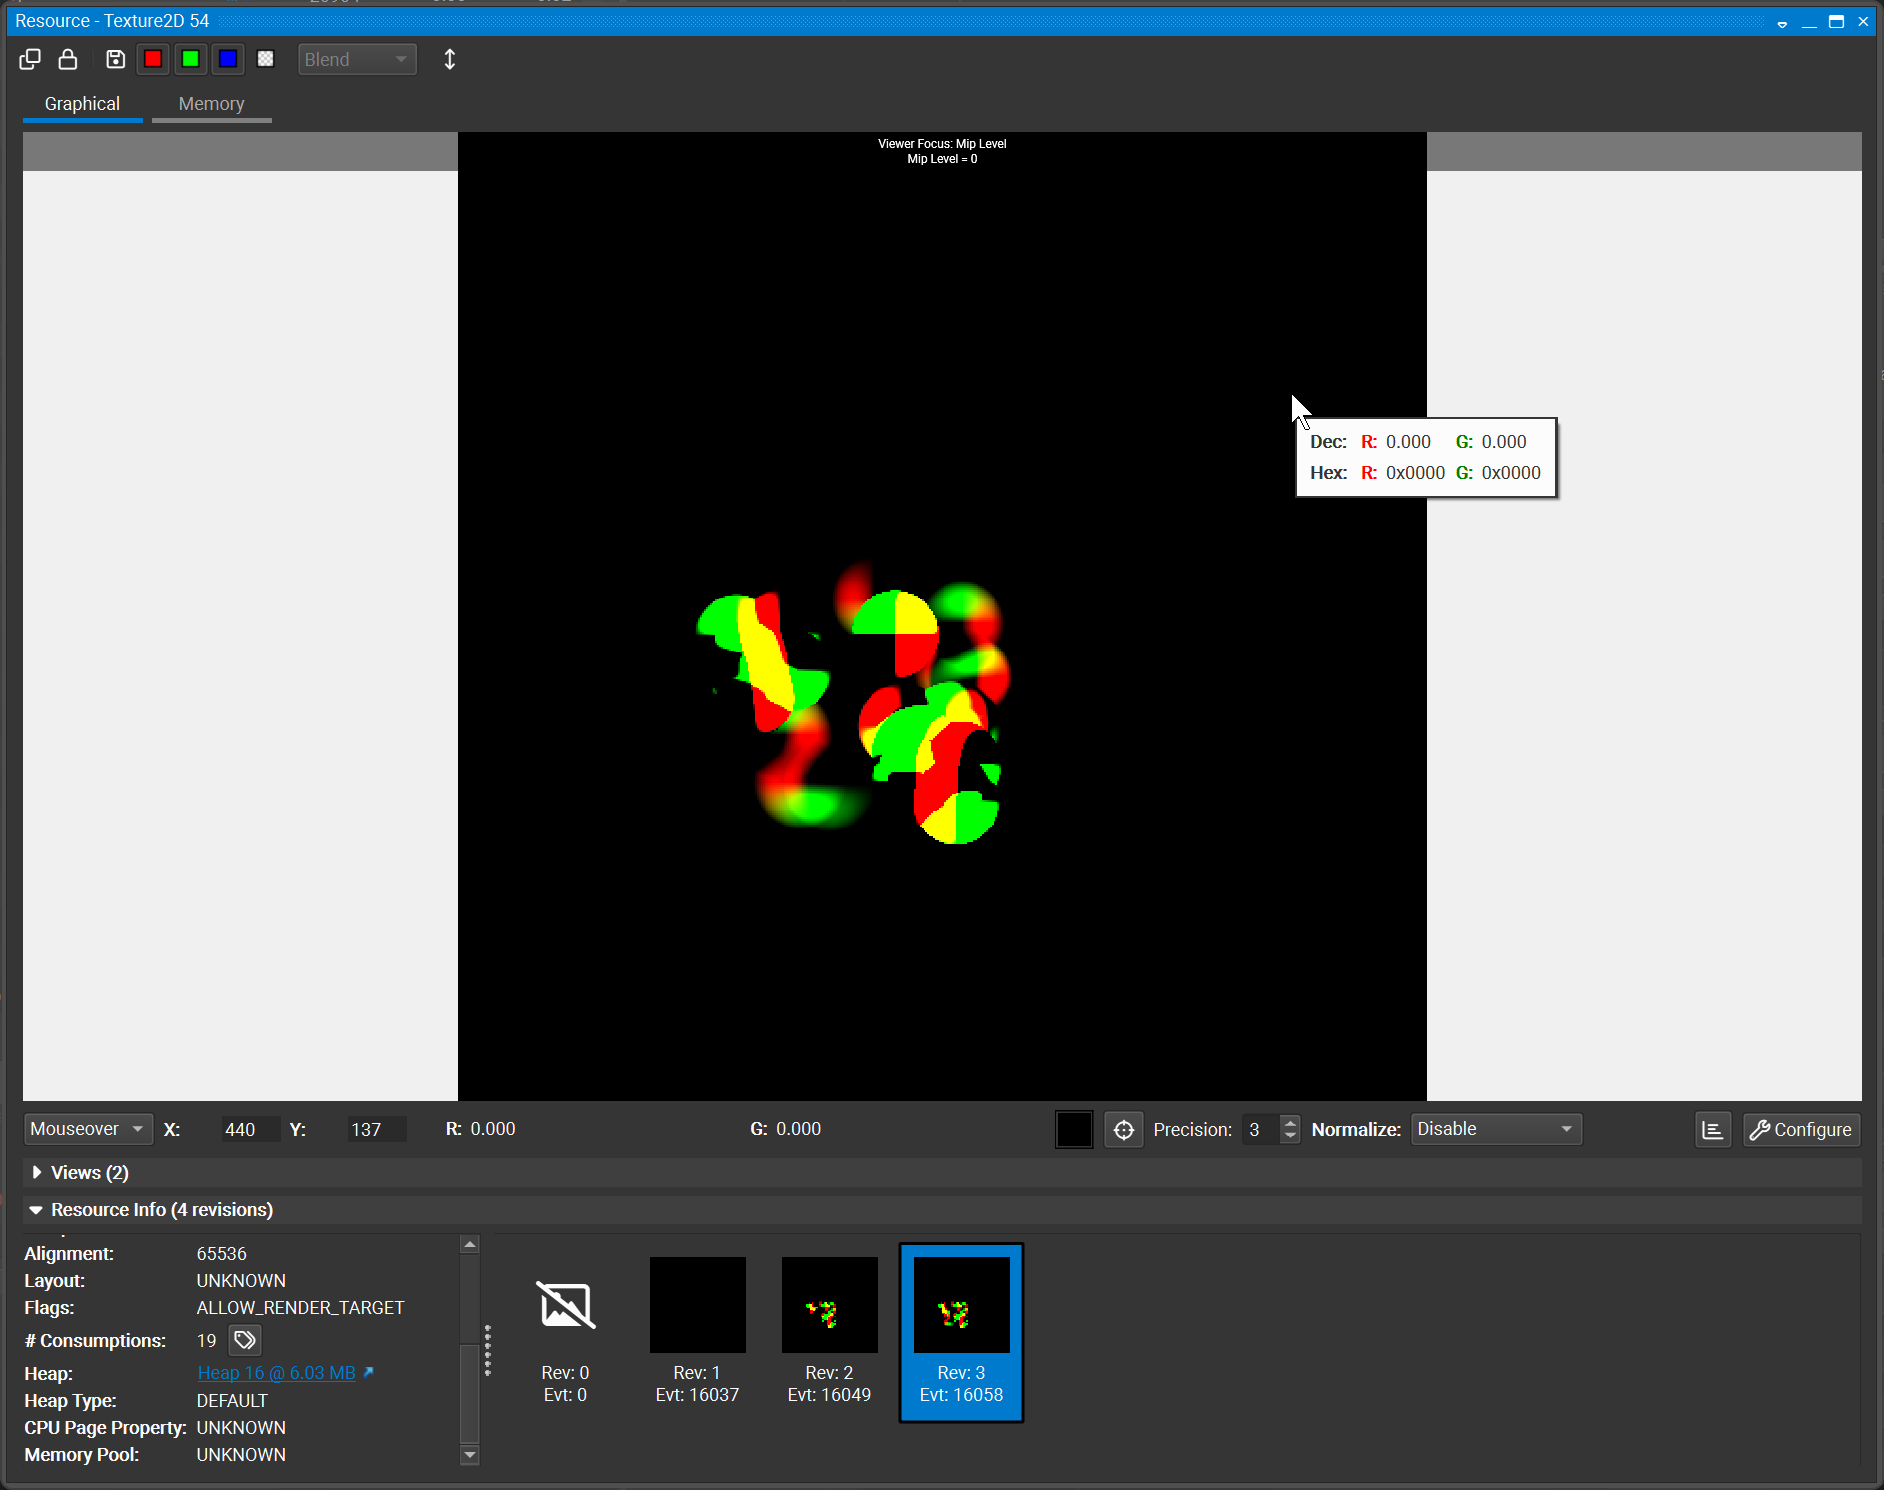 Resource - Texture2D 54
Blend
Graphical
Memory
Viewer Focus: Mip Level
Mip Level = 0
Dec: R: 0.000 G: 0.000
Hex: R: 0x0000 G: 0x0000
Mouseover X: 440 Y: 137 R: 0.000 G: 0.000 Precision: 3 Normalize: Disable Configure
Views (2)
Resource Info (4 revisions)
Alignment: 65536
Layout: UNKNOWN
Flags: ALLOW_RENDER_TARGET
# Consumptions: 19
Heap: Heap 16 @ 6.03 MB
Heap Type: DEFAULT
CPU Page Property: UNKNOWN
Memory Pool: UNKNOWN
Rev: 0
Evt: 0
Rev: 1
Evt: 16037
Rev: 2
Evt: 16049
Rev: 3
Evt: 16058